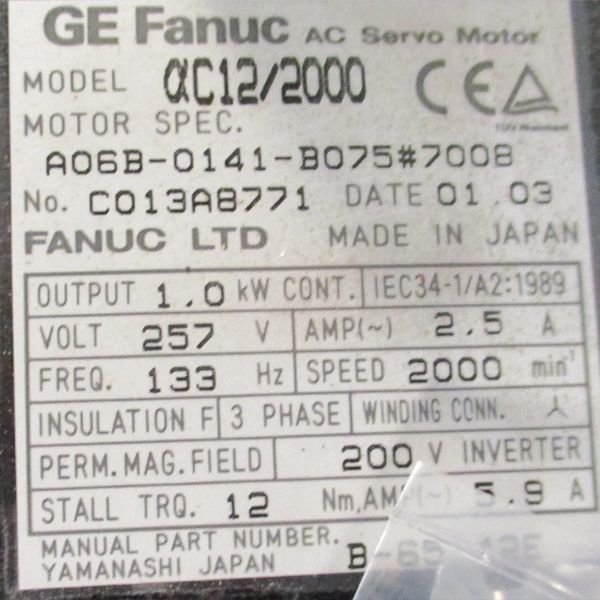 GE Fanuc AC Servo Motor
MODEL αC12/2000 CE
MOTOR SPEC.
A06B-0141-B075#7008
No. C013A8771 DATE 01.03
FANUC LTD MADE IN JAPAN
OUTPUT 1.0 kW CONT. IEC34-1/A2:1989
VOLT 257 V AMP(~) 2.5 A
FREQ. 133 Hz SPEED 2000 min⁻¹
INSULATION F 3 PHASE WINDING CONN. 人
PERM.MAG.FIELD 200 V INVERTER
STALL TRQ. 12 Nm,AMP(~) 5.9 A
MANUAL PART NUMBER.
YAMANASHI JAPAN